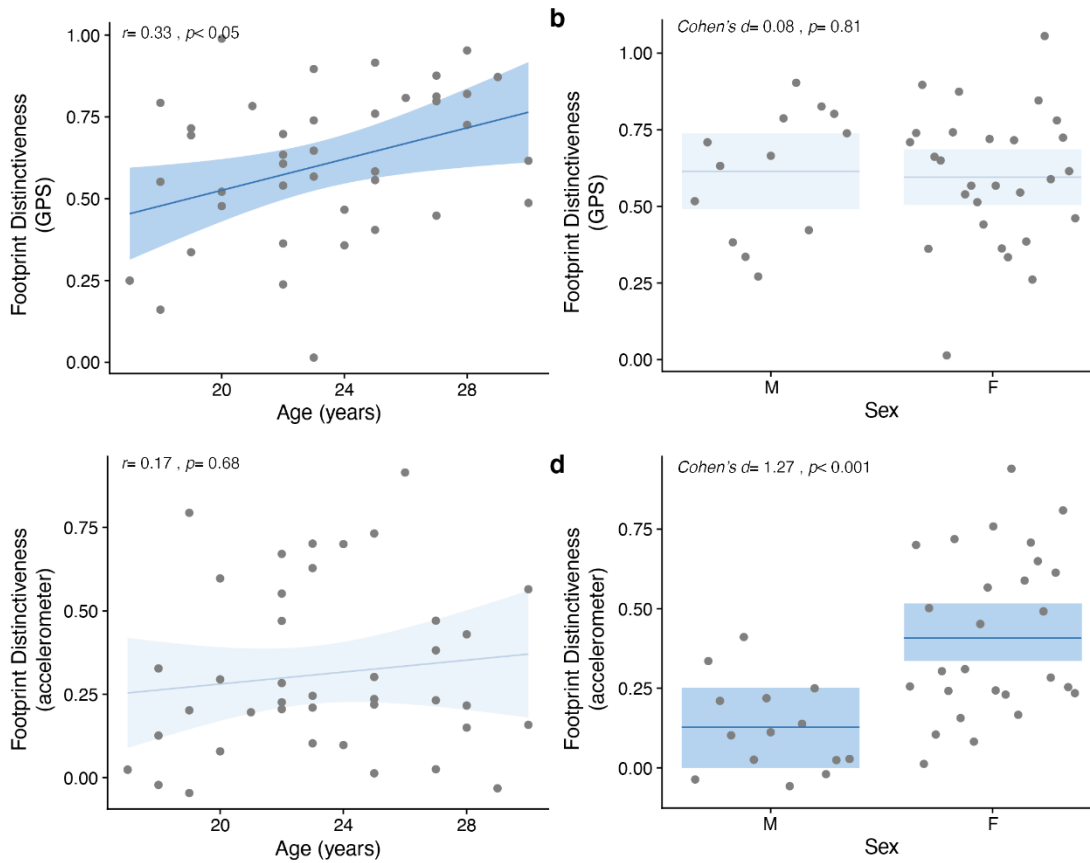 r= 0.33 , p< 0.05
1.00
0.75
0.50
0.25
0.00
Footprint Distinctiveness
(GPS)
20
24
28
Age (years)
b
Cohen's d= 0.08 , p= 0.81
1.00
0.75
0.50
0.25
0.00
Footprint Distinctiveness
(GPS)
M
F
Sex
r= 0.17 , p= 0.68
0.75
0.50
0.25
0.00
Footprint Distinctiveness
(accelerometer)
20
24
28
Age (years)
d
Cohen's d= 1.27 , p< 0.001
0.75
0.50
0.25
0.00
Footprint Distinctiveness
(accelerometer)
M
F
Sex